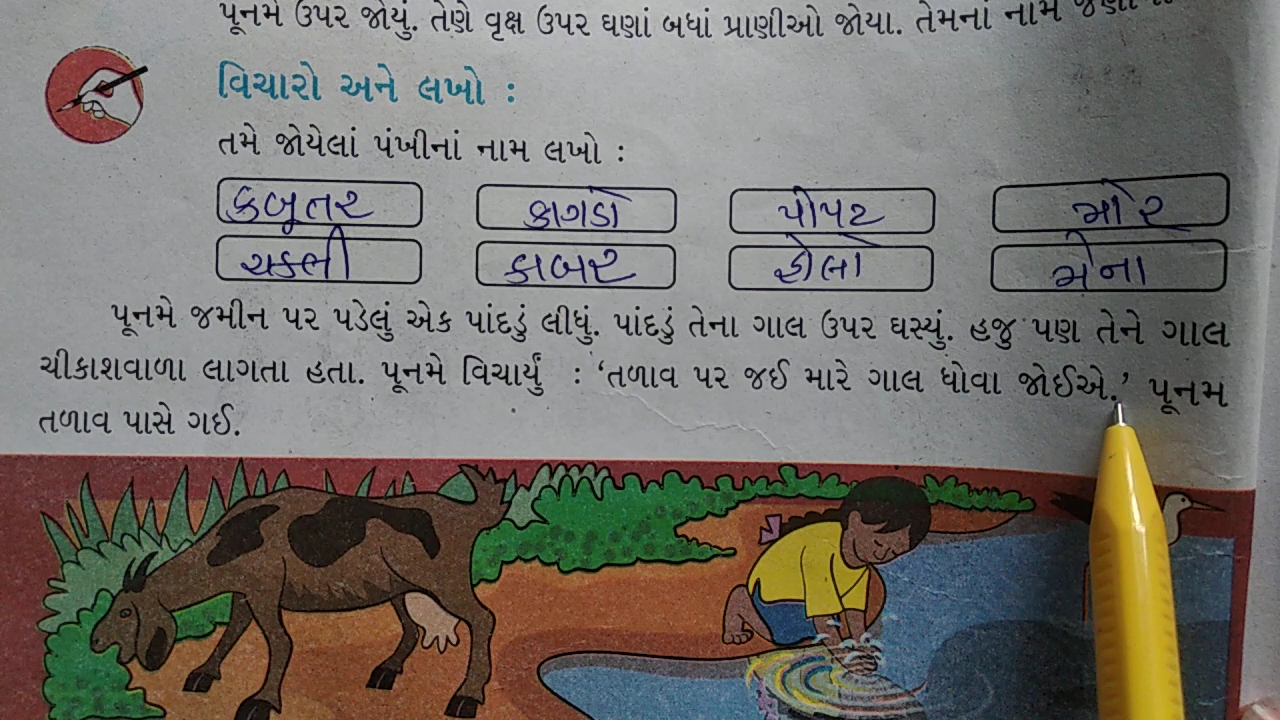 પૂનમે ઉપર જોયું. તેણે વૃક્ષ ઉપર ઘણાં બધાં પ્રાણીઓ જોયા. તેમનાં નામ
વિચારો અને લખો :
તમે જોયેલાં પંખીનાં નામ લખો :
કબૂતર કાગડો પોપટ મોર
ચકલી કાબર હોલો મેના
પૂનમે જમીન પર પડેલું એક પાંદડું લીધું. પાંદડું તેના ગાલ ઉપર ઘસ્યું. હજુ પણ તેને ગાલ
ચીકાશવાળા લાગતા હતા. પૂનમે વિચાર્યું : ‘તળાવ પર જઈ મારે ગાલ ધોવા જોઈએ.’ પૂનમ
તળાવ પાસે ગઈ.